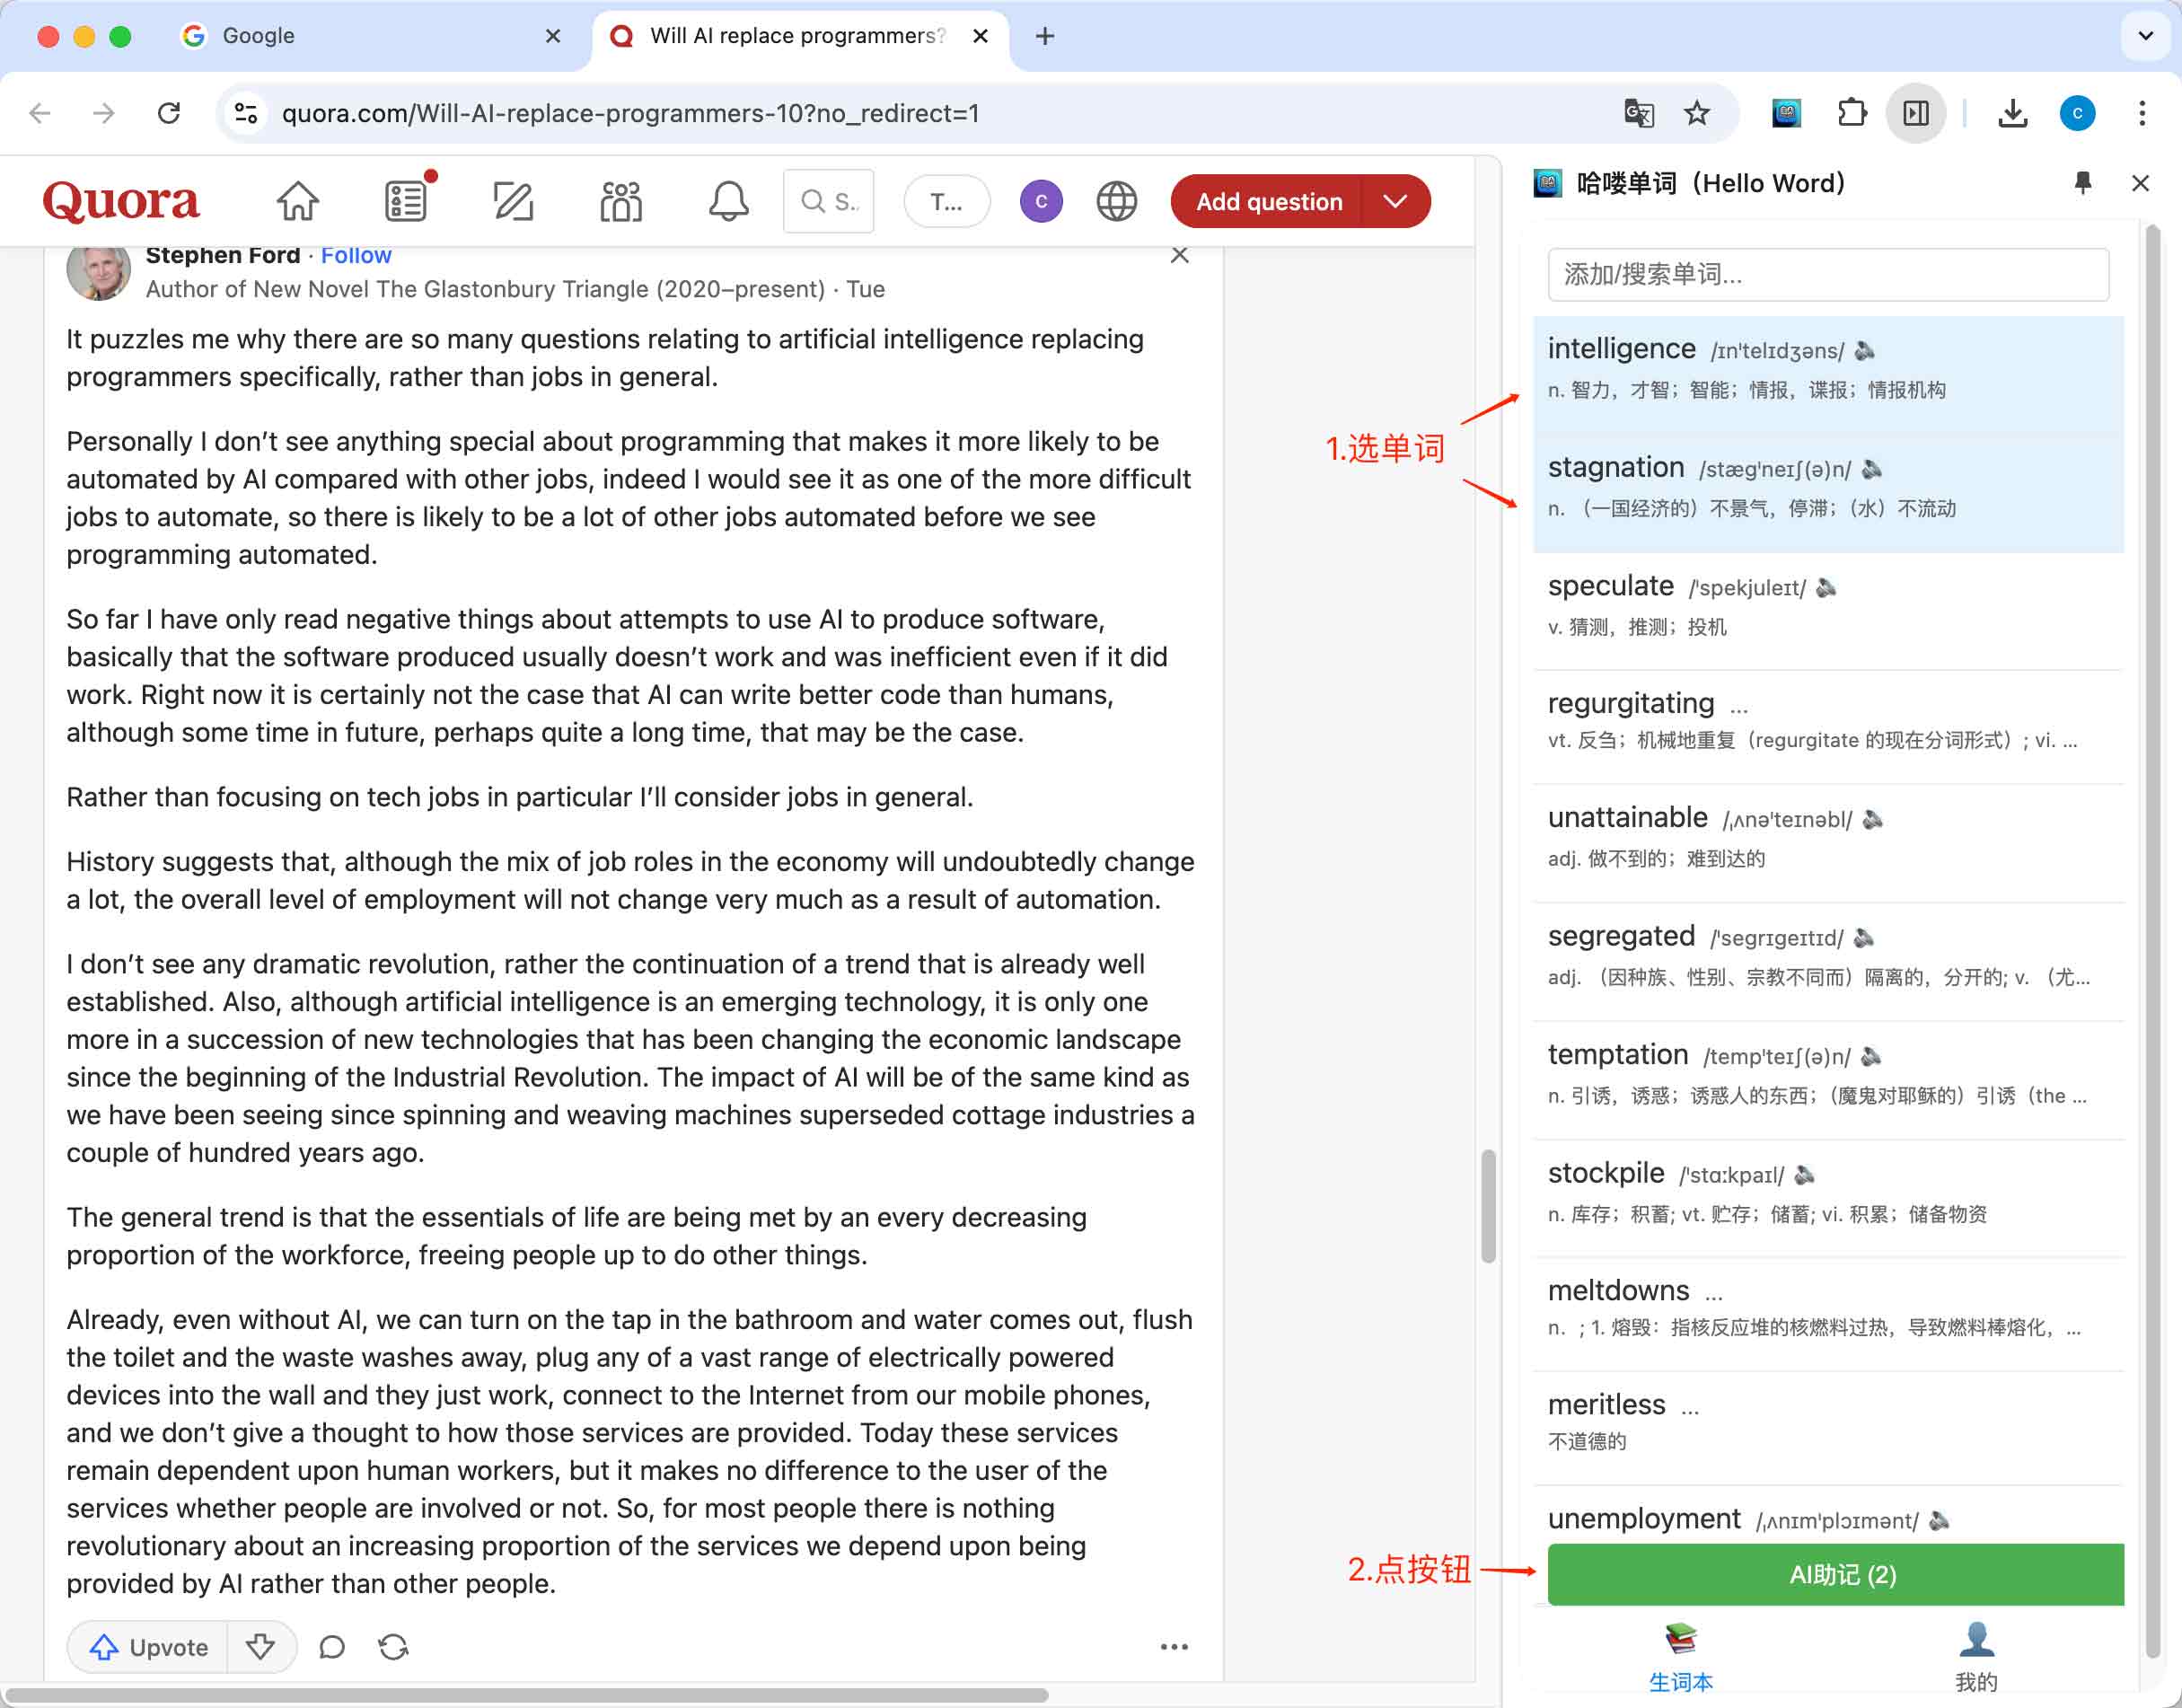 Google
Will AI replace programmers?
quora.com/Will-AI-replace-programmers-10?no_redirect=1
C
Quora
S..
T...
C
Add question
Stephen Ford · Follow
Author of New Novel The Glastonbury Triangle (2020–present) · Tue
It puzzles me why there are so many questions relating to artificial intelligence replacing
programmers specifically, rather than jobs in general.
Personally I don’t see anything special about programming that makes it more likely to be
automated by AI compared with other jobs, indeed I would see it as one of the more difficult
jobs to automate, so there is likely to be a lot of other jobs automated before we see
programming automated.
So far I have only read negative things about attempts to use AI to produce software,
basically that the software produced usually doesn’t work and was inefficient even if it did
work. Right now it is certainly not the case that AI can write better code than humans,
although some time in future, perhaps quite a long time, that may be the case.
Rather than focusing on tech jobs in particular I’ll consider jobs in general.
History suggests that, although the mix of job roles in the economy will undoubtedly change
a lot, the overall level of employment will not change very much as a result of automation.
I don’t see any dramatic revolution, rather the continuation of a trend that is already well
established. Also, although artificial intelligence is an emerging technology, it is only one
more in a succession of new technologies that has been changing the economic landscape
since the beginning of the Industrial Revolution. The impact of AI will be of the same kind as
we have been seeing since spinning and weaving machines superseded cottage industries a
couple of hundred years ago.
The general trend is that the essentials of life are being met by an every decreasing
proportion of the workforce, freeing people up to do other things.
Already, even without AI, we can turn on the tap in the bathroom and water comes out, flush
the toilet and the waste washes away, plug any of a vast range of electrically powered
devices into the wall and they just work, connect to the Internet from our mobile phones,
and we don’t give a thought to how those services are provided. Today these services
remain dependent upon human workers, but it makes no difference to the user of the
services whether people are involved or not. So, for most people there is nothing
revolutionary about an increasing proportion of the services we depend upon being
provided by AI rather than other people.
Upvote
1.选单词
2.点按钮
哈喽单词（Hello Word）
添加/搜索单词...
intelligence /ɪn'telɪdʒəns/
n. 智力，才智；智能；情报，谍报；情报机构
stagnation /stæg'neɪʃ(ə)n/
n. （一国经济的）不景气，停滞；（水）不流动
speculate /'spekjuleɪt/
v. 猜测，推测；投机
regurgitating ...
vt. 反刍；机械地重复（regurgitate 的现在分词形式）; vi. ...
unattainable /ˌʌnə'teɪnəbl/
adj. 做不到的；难到达的
segregated /'segrɪgeɪtɪd/
adj. （因种族、性别、宗教不同而）隔离的，分开的; v. （尤...
temptation /temp'teɪʃ(ə)n/
n. 引诱，诱惑；诱惑人的东西；（魔鬼对耶稣的）引诱（the ...
stockpile /'stɑːkpaɪl/
n. 库存；积蓄; vt. 贮存；储蓄; vi. 积累；储备物资
meltdowns ...
n. ; 1. 熔毁：指核反应堆的核燃料过热，导致燃料棒熔化，...
meritless ...
不道德的
unemployment /ˌʌnɪm'plɔɪmənt/
AI助记 (2)
生词本
我的